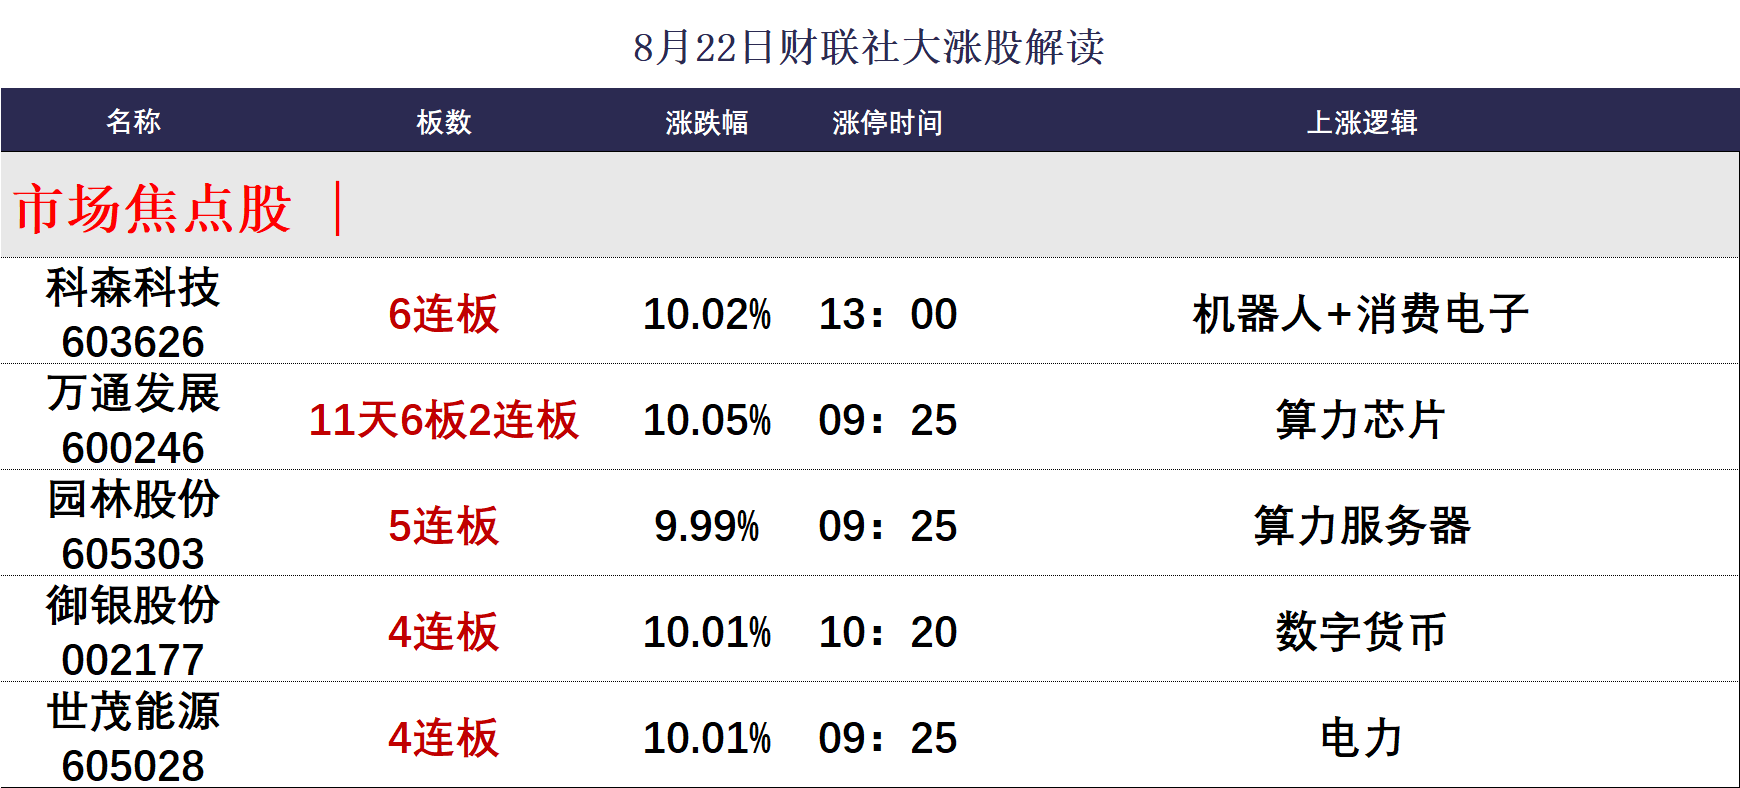 8月22日财联社大涨股解读
名称 板数 涨跌幅 涨停时间 上涨逻辑
市场焦点股 |
科森科技
603626 6连板 10.02% 13：00 机器人+消费电子
万通发展
600246 11天6板2连板 10.05% 09：25 算力芯片
园林股份
605303 5连板 9.99% 09：25 算力服务器
御银股份
002177 4连板 10.01% 10：20 数字货币
世茂能源
605028 4连板 10.01% 09：25 电力